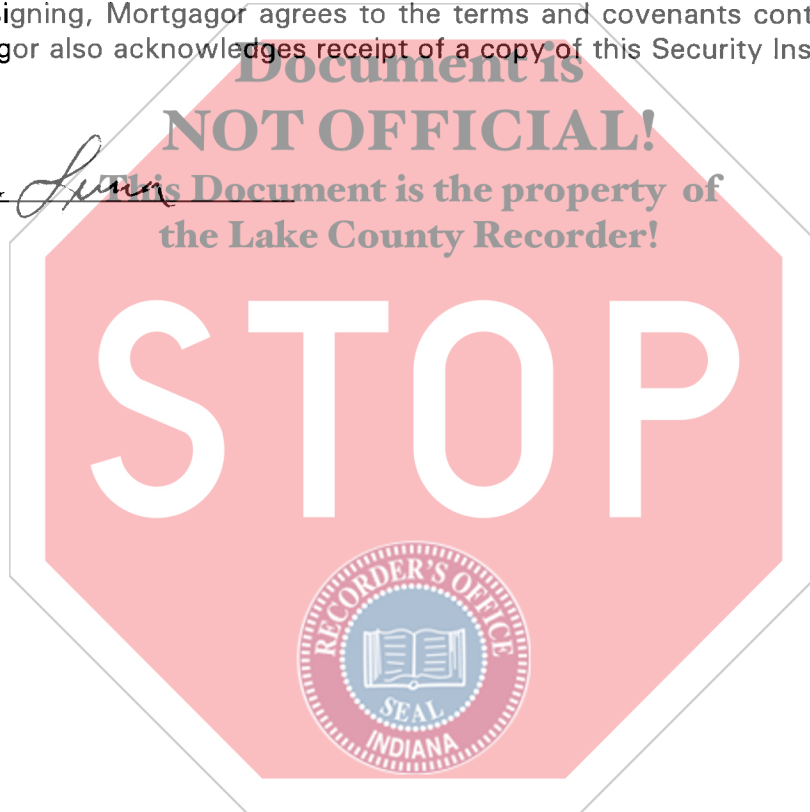 signing, Mortgagor agrees to the terms and covenants cont
gor also acknowledges receipt of a copy of this Security Ins
Document is
NOT OFFICIAL!
Luna
This Document is the property of
the Lake County Recorder!
STOP
RECORDER'S OFFICE
SEAL
INDIANA